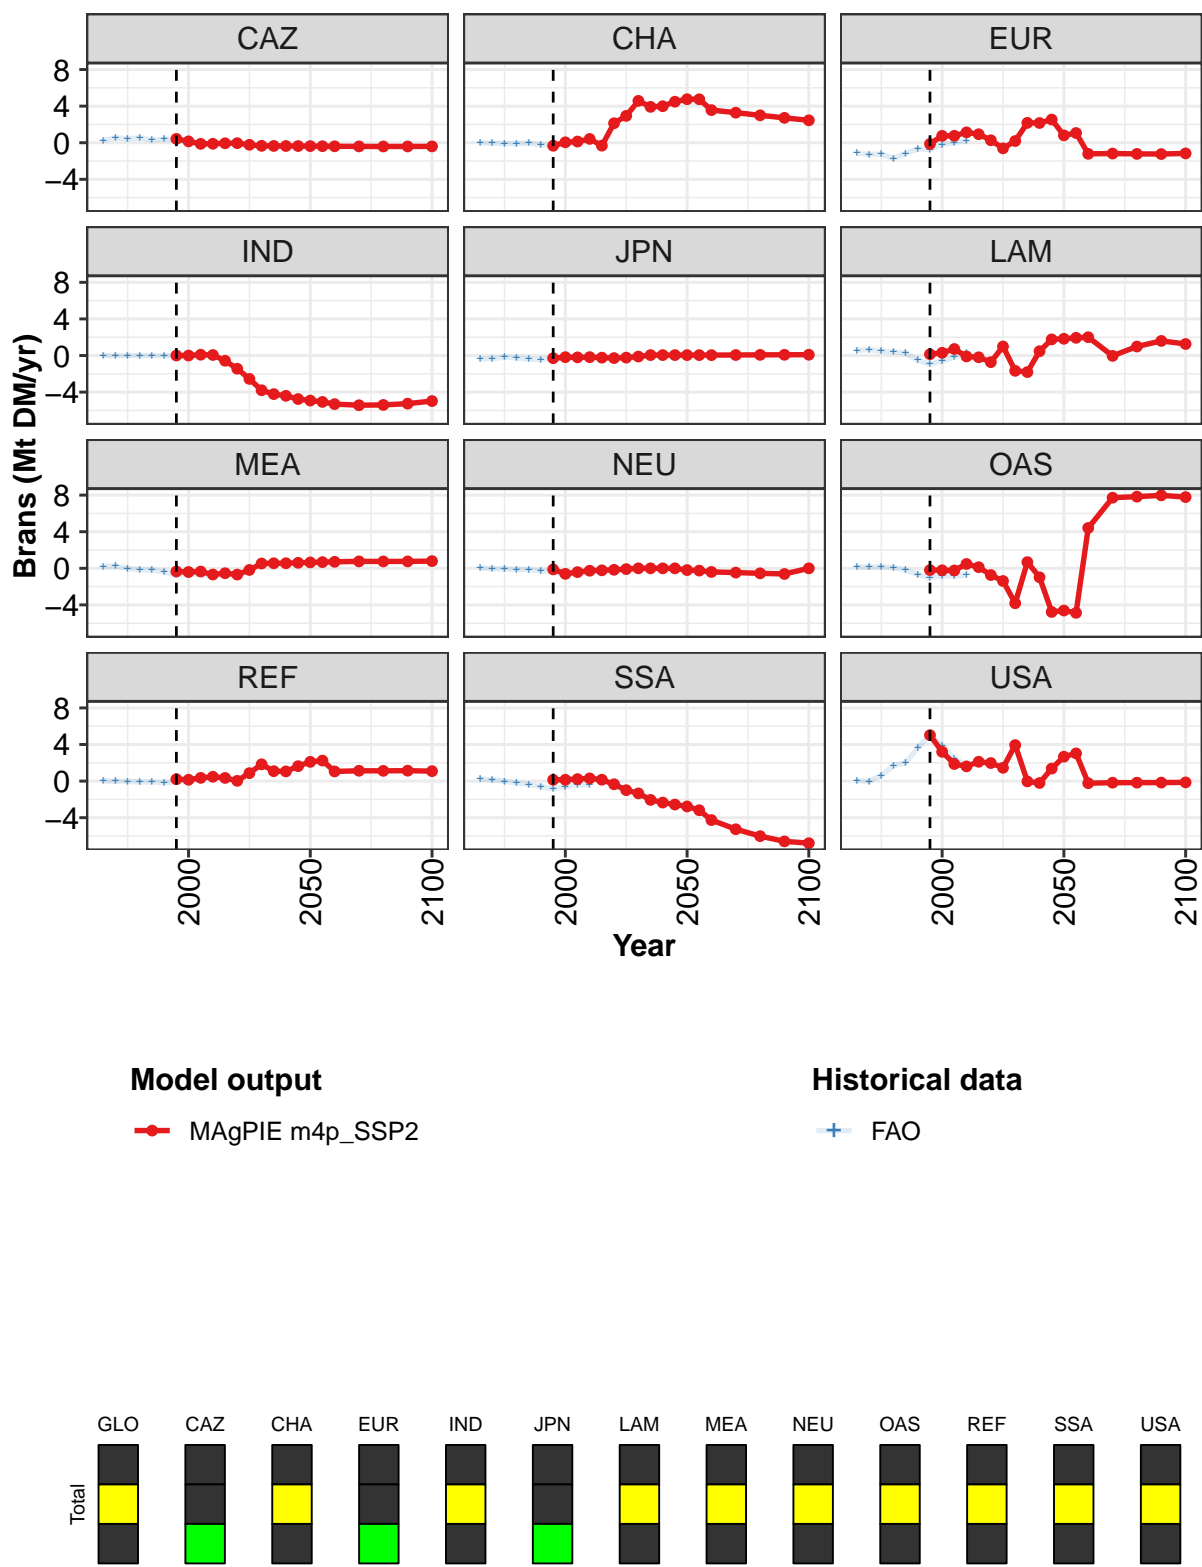 CAZ CHA EUR
8
4
0
−4
IND JPN LAM
8
4
0
−4
MEA NEU OAS
8
4
0
−4
REF SSA USA
8
4
0
−4
Brans (Mt DM/yr)
2000 2050 2100 2000 2050 2100 2000 2050 2100
Year
Model output Historical data
MAgPIE m4p_SSP2 FAO
GLO CAZ CHA EUR IND JPN LAM MEA NEU OAS REF SSA USA
Total